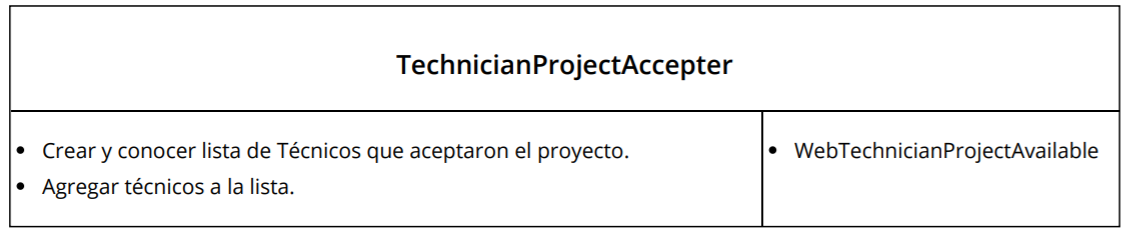 TechnicianProjectAccepter
• Crear y conocer lista de Técnicos que aceptaron el proyecto.
• Agregar técnicos a la lista.
• WebTechnicianProjectAvailable